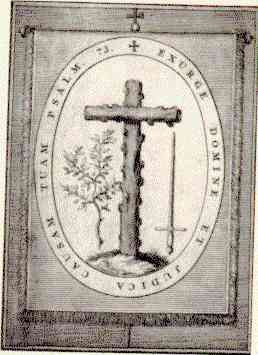 ✠ EXURGE DOMINE ET JUDICA CAUSAM TUAM PSALM. 73.